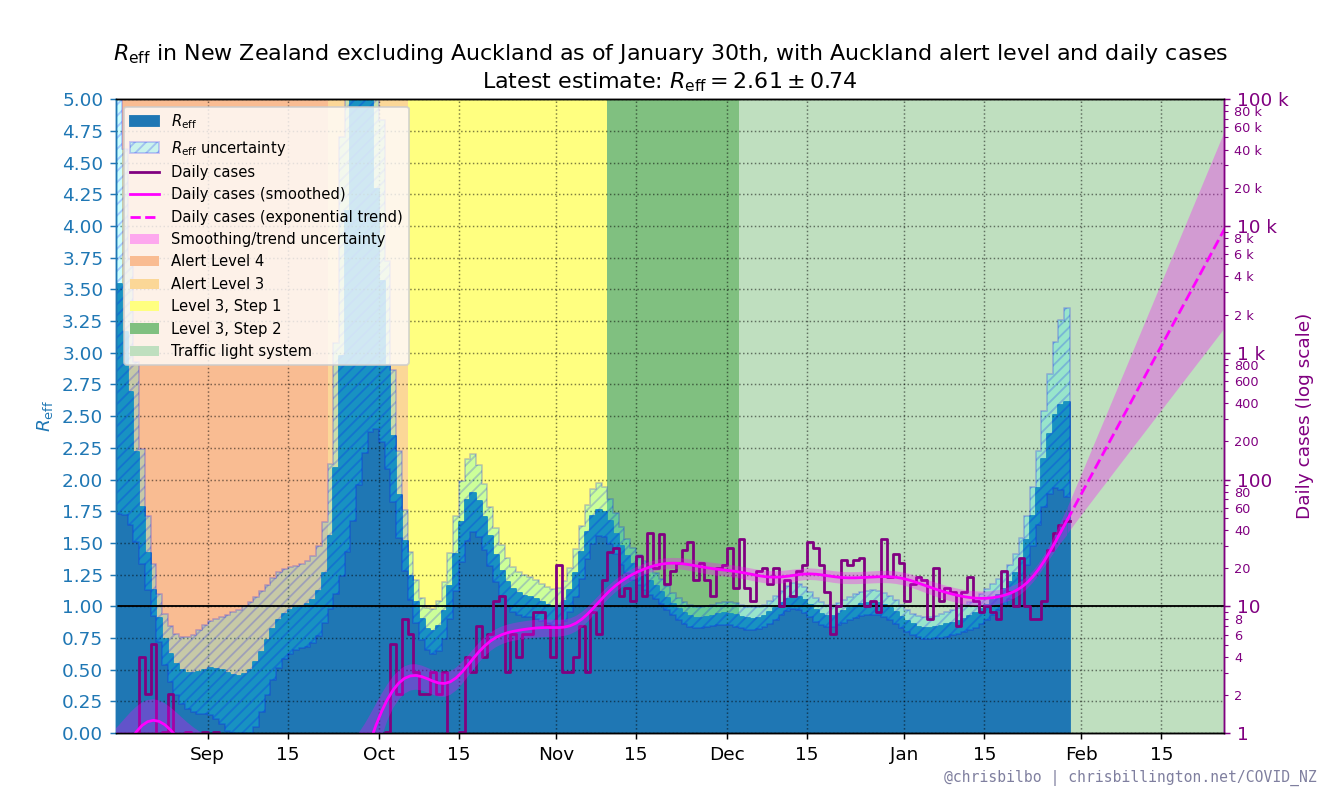 Reff in New Zealand excluding Auckland as of January 30th, with Auckland alert level and daily cases
Latest estimate: Reff = 2.61 ± 0.74
Reff
Reff uncertainty
Daily cases
Daily cases (smoothed)
Daily cases (exponential trend)
Smoothing/trend uncertainty
Alert Level 4
Alert Level 3
Level 3, Step 1
Level 3, Step 2
Traffic light system
5.00
4.75
4.50
4.25
4.00
3.75
3.50
3.25
3.00
2.75
2.50
2.25
2.00
1.75
1.50
1.25
1.00
0.75
0.50
0.25
0.00
Reff
100 k
80 k
60 k
40 k
20 k
10 k
8 k
6 k
4 k
2 k
1 k
800
600
400
200
100
80
60
40
20
10
8
6
4
2
1
Daily cases (log scale)
Sep 15 Oct 15 Nov 15 Dec 15 Jan 15 Feb 15
@chrisbilbo | chrisbillington.net/COVID_NZ